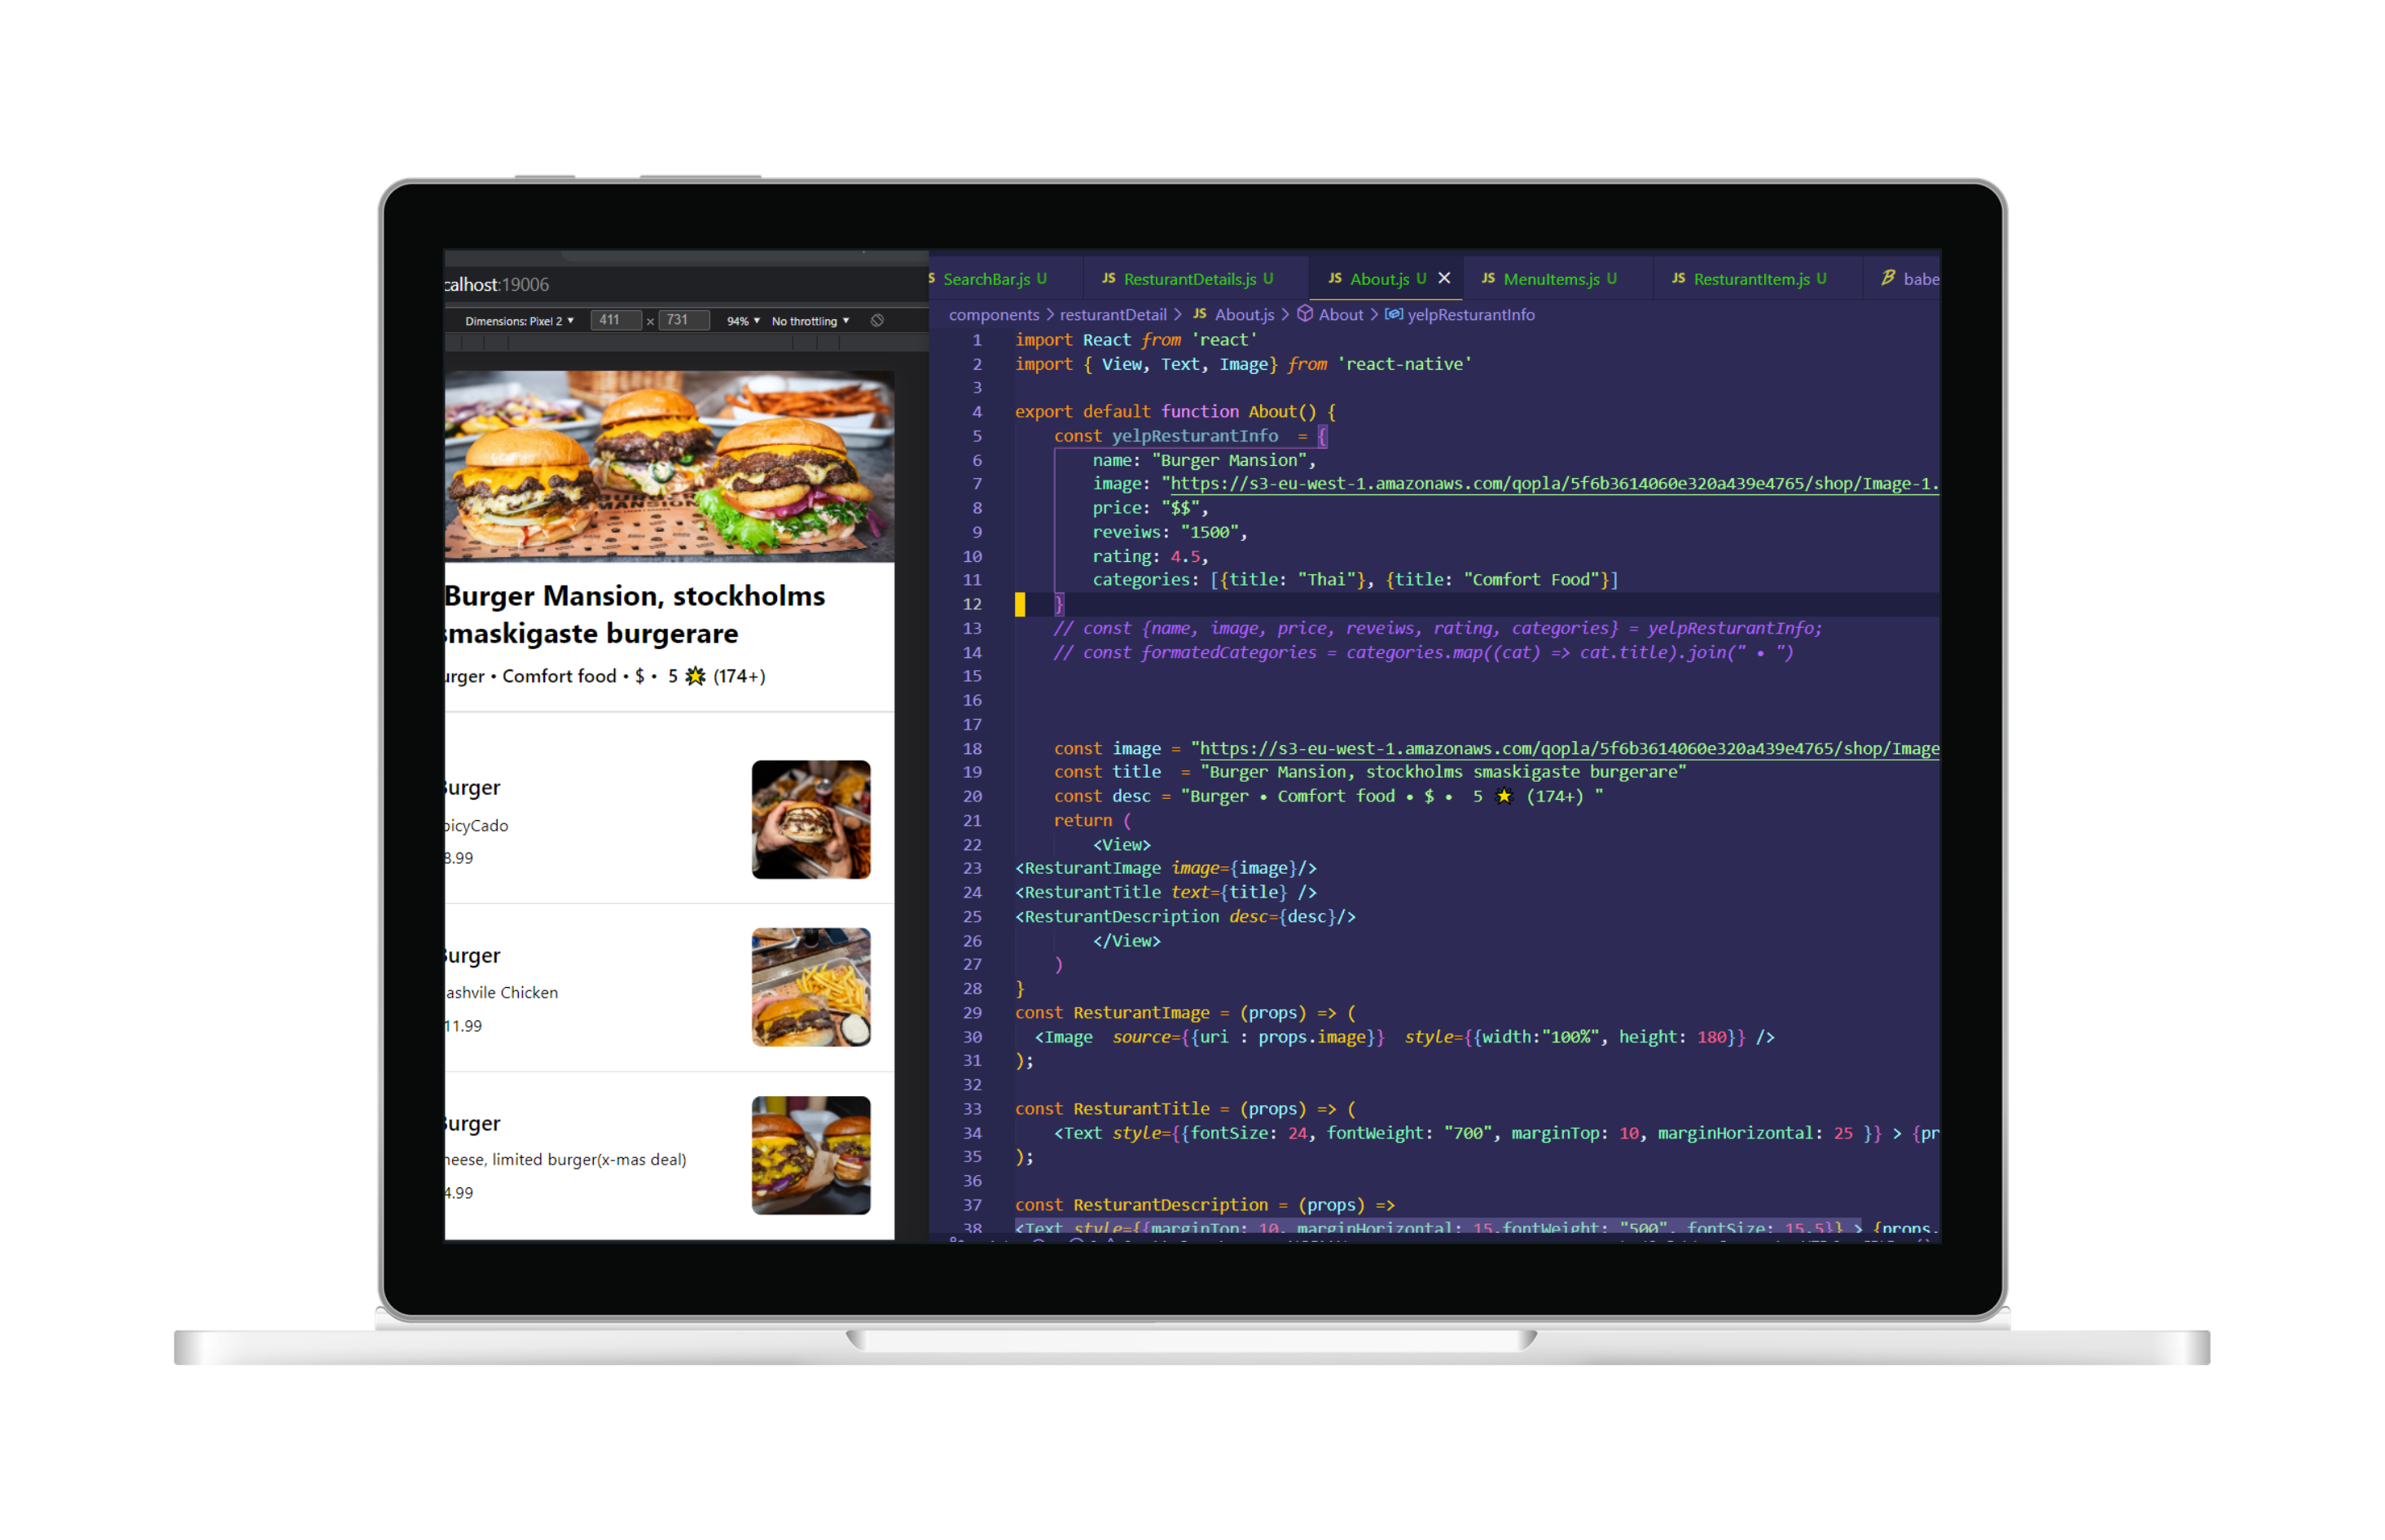 calhost:19006
Dimensions: Pixel 2 ▼ 411 × 731 94% ▼ No throttling ▼
MANSION
Burger Mansion, stockholms
smaskigaste burgerare
urger • Comfort food • $ • 5 🌟 (174+)
urger
picyCado
8.99
urger
ashvile Chicken
11.99
urger
heese, limited burger(x-mas deal)
4.99
S SearchBar.js U JS ResturantDetails.js U JS About.js U × JS MenuItems.js U JS ResturantItem.js U babe
components > resturantDetail > JS About.js > About > yelpResturantInfo
1 import React from 'react'
2 import { View, Text, Image} from 'react-native'
3
4 export default function About() {
5 const yelpResturantInfo = {
6 name: "Burger Mansion",
7 image: "https://s3-eu-west-1.amazonaws.com/qopla/5f6b3614060e320a439e4765/shop/Image-1.
8 price: "$$",
9 reveiws: "1500",
10 rating: 4.5,
11 categories: [{title: "Thai"}, {title: "Comfort Food"}]
12 }
13 // const {name, image, price, reveiws, rating, categories} = yelpResturantInfo;
14 // const formatedCategories = categories.map((cat) => cat.title).join(" • ")
15
16
17
18 const image = "https://s3-eu-west-1.amazonaws.com/qopla/5f6b3614060e320a439e4765/shop/Image
19 const title = "Burger Mansion, stockholms smaskigaste burgerare"
20 const desc = "Burger • Comfort food • $ • 5 🌟 (174+) "
21 return (
22 <View>
23 <ResturantImage image={image}/>
24 <ResturantTitle text={title} />
25 <ResturantDescription desc={desc}/>
26 </View>
27 )
28 }
29 const ResturantImage = (props) => (
30 <Image source={{uri : props.image}} style={{width:"100%", height: 180}} />
31 );
32
33 const ResturantTitle = (props) => (
34 <Text style={{fontSize: 24, fontWeight: "700", marginTop: 10, marginHorizontal: 25 }} > {pr
35 );
36
37 const ResturantDescription = (props) =>
38 <Text style={{marginTop: 10, marginHorizontal: 15,fontWeight: "500", fontSize: 15.5}} > {props.